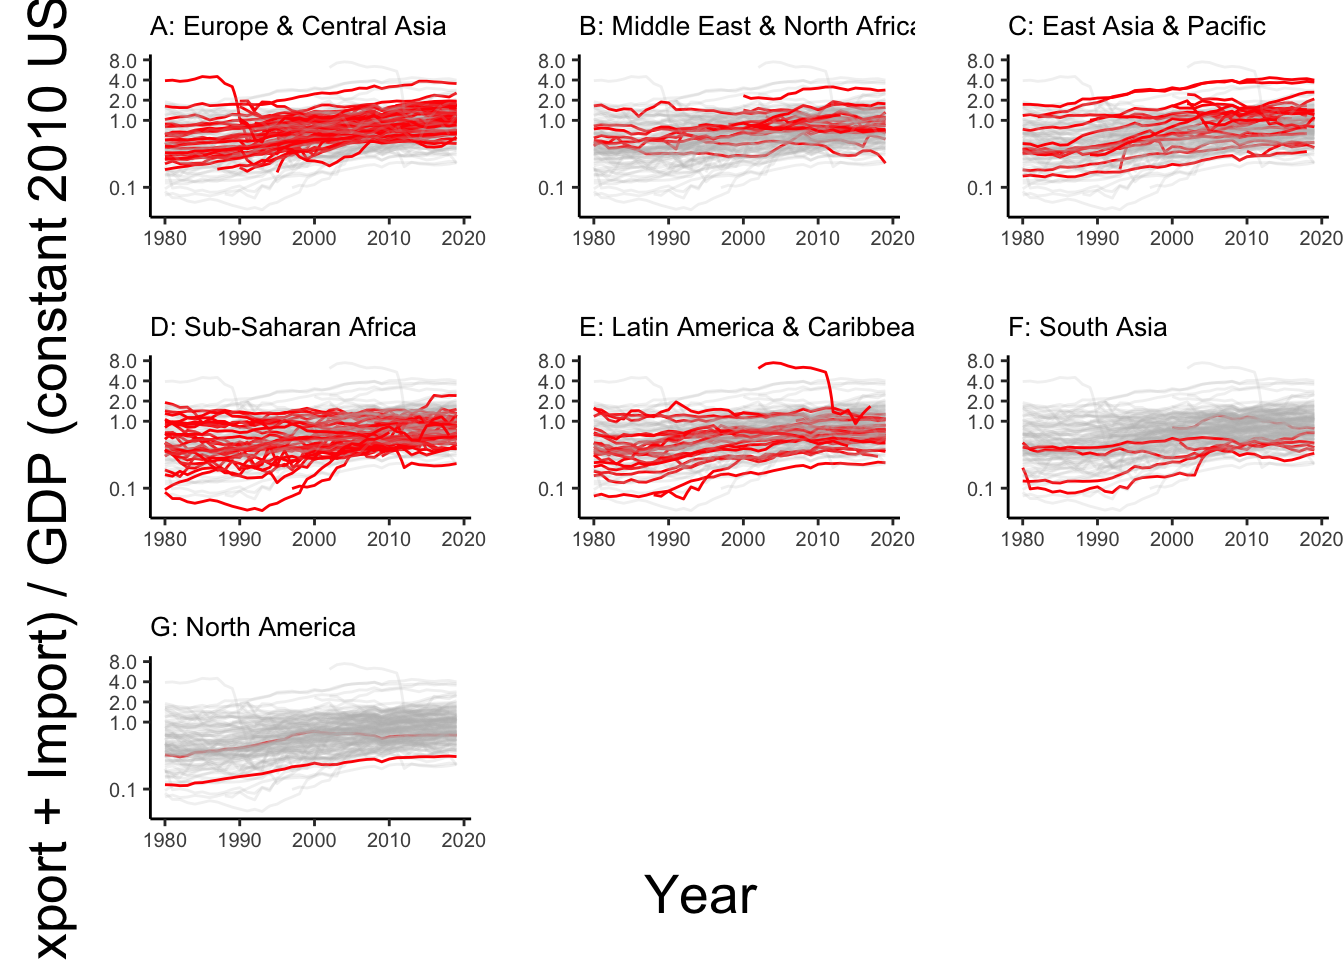 A: Europe & Central Asia
B: Middle East & North Africa
C: East Asia & Pacific
8.0
4.0
2.0
1.0
0.1
8.0
4.0
2.0
1.0
0.1
8.0
4.0
2.0
1.0
0.1
1980 1990 2000 2010 2020
1980 1990 2000 2010 2020
1980 1990 2000 2010 2020
D: Sub-Saharan Africa
E: Latin America & Caribbea
F: South Asia
8.0
4.0
2.0
1.0
0.1
8.0
4.0
2.0
1.0
0.1
8.0
4.0
2.0
1.0
0.1
1980 1990 2000 2010 2020
1980 1990 2000 2010 2020
1980 1990 2000 2010 2020
G: North America
8.0
4.0
2.0
1.0
0.1
1980 1990 2000 2010 2020
Year
xport + Import) / GDP (constant 2010 US